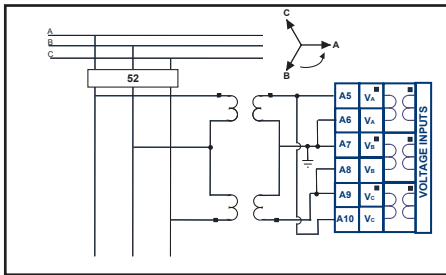 C
A
B
C
A
B
52
A5 VA
A6 VA
A7 VB
A8 VB
A9 VC
A10 VC
VOLTAGE INPUTS